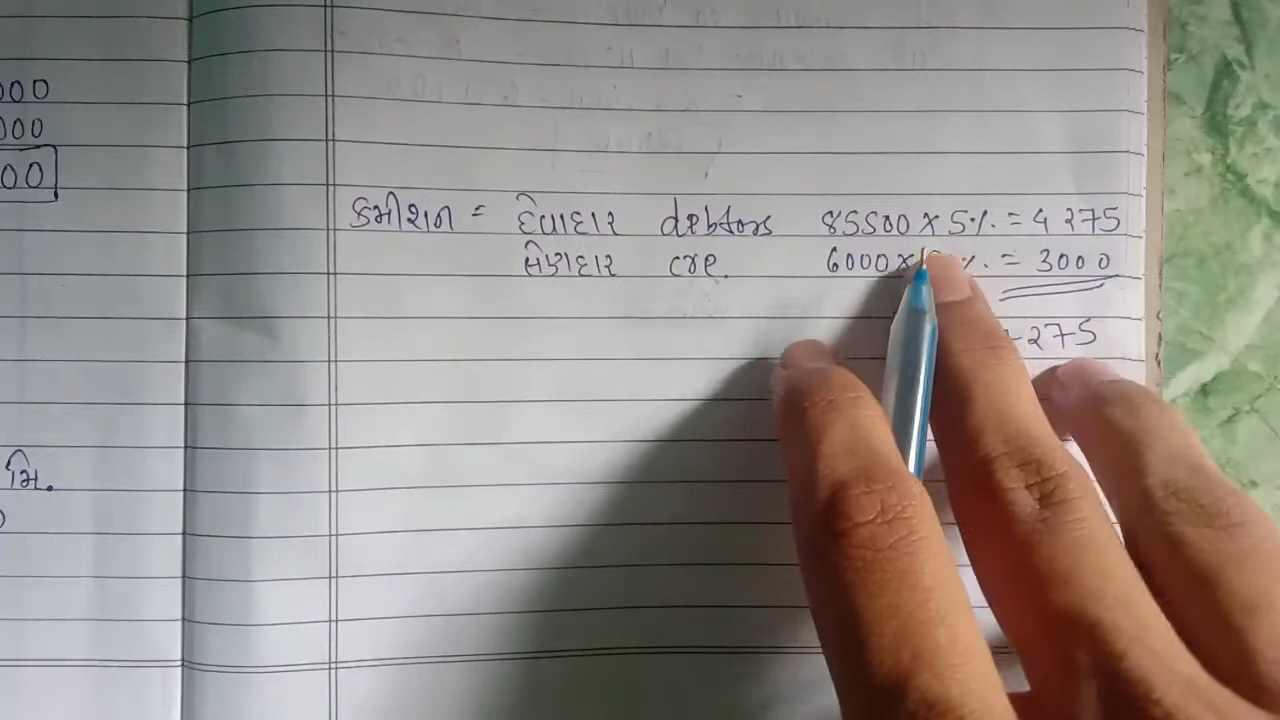 000
000
00
મિ.
કમીશન = દેવાદાર debtors 85500 x 5% = 4275
લેણદાર cre. 6000 x % . = 3000
275